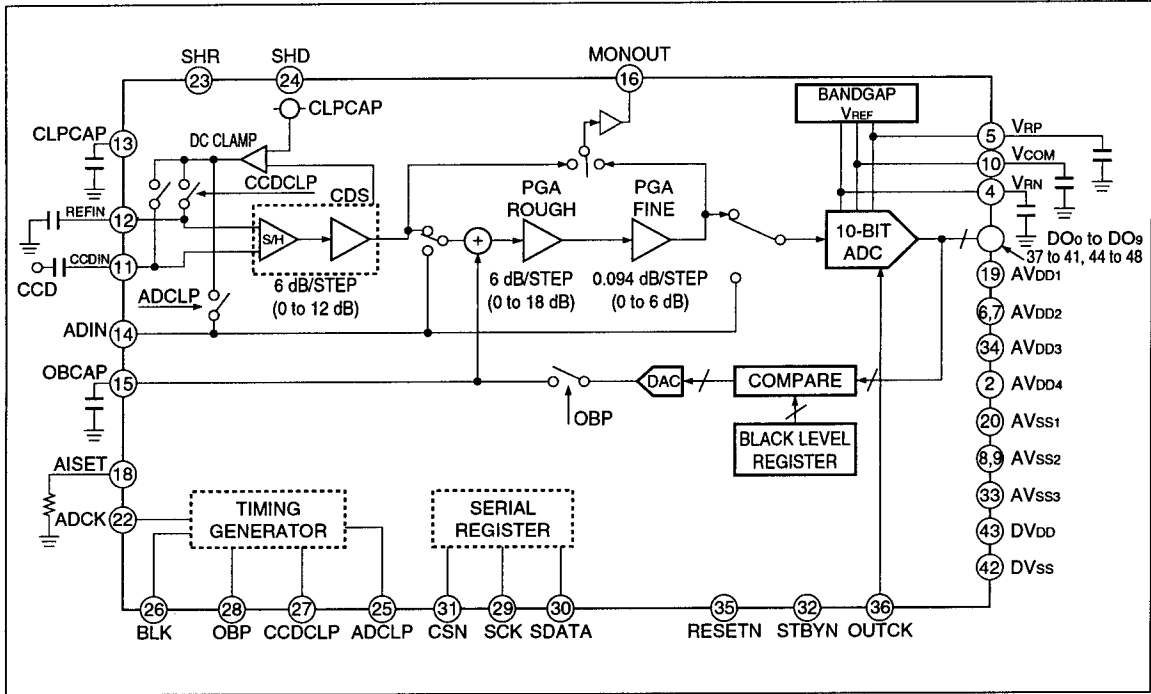 SHR
23
SHD
24
MONOUT
16
CLPCAP
BANDGAP
VREF
CLPCAP
13
DC CLAMP
5
VRP
10
VCOM
4
VRN
CCDCLP
CDS
PGA
ROUGH
PGA
FINE
REFIN
12
S/H
+
10-BIT
ADC
DO0 to DO9
37 to 41, 44 to 48
CCDIN
11
CCD
6 dB/STEP
(0 to 12 dB)
6 dB/STEP
(0 to 18 dB)
0.094 dB/STEP
(0 to 6 dB)
19
AVDD1
ADCLP
6,7
AVDD2
ADIN
14
34
AVDD3
OBCAP
15
OBP
DAC
COMPARE
2
AVDD4
20
AVSS1
BLACK LEVEL
REGISTER
8,9
AVSS2
AISET
18
33
AVSS3
ADCK
22
TIMING
GENERATOR
SERIAL
REGISTER
43
DVDD
42
DVSS
26
28
27
25
31
29
30
35
32
36
BLK
OBP
CCDCLP
ADCLP
CSN
SCK
SDATA
RESETN
STBYN
OUTCK